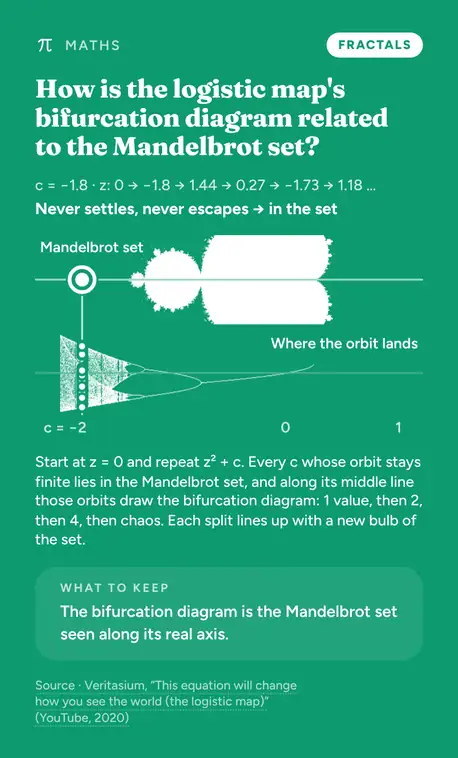 π MATHS
FRACTALS
How is the logistic map's
bifurcation diagram related
to the Mandelbrot set?
c = −1.8 · z: 0 → −1.8 → 1.44 → 0.27 → −1.73 → 1.18 ...
Never settles, never escapes → in the set
Mandelbrot set
Where the orbit lands
c = −2 0 1
Start at z = 0 and repeat z² + c. Every c whose orbit stays
finite lies in the Mandelbrot set, and along its middle line
those orbits draw the bifurcation diagram: 1 value, then 2,
then 4, then chaos. Each split lines up with a new bulb of
the set.
WHAT TO KEEP
The bifurcation diagram is the Mandelbrot set
seen along its real axis.
Source · Veritasium, “This equation will change
how you see the world (the logistic map)”
(YouTube, 2020)